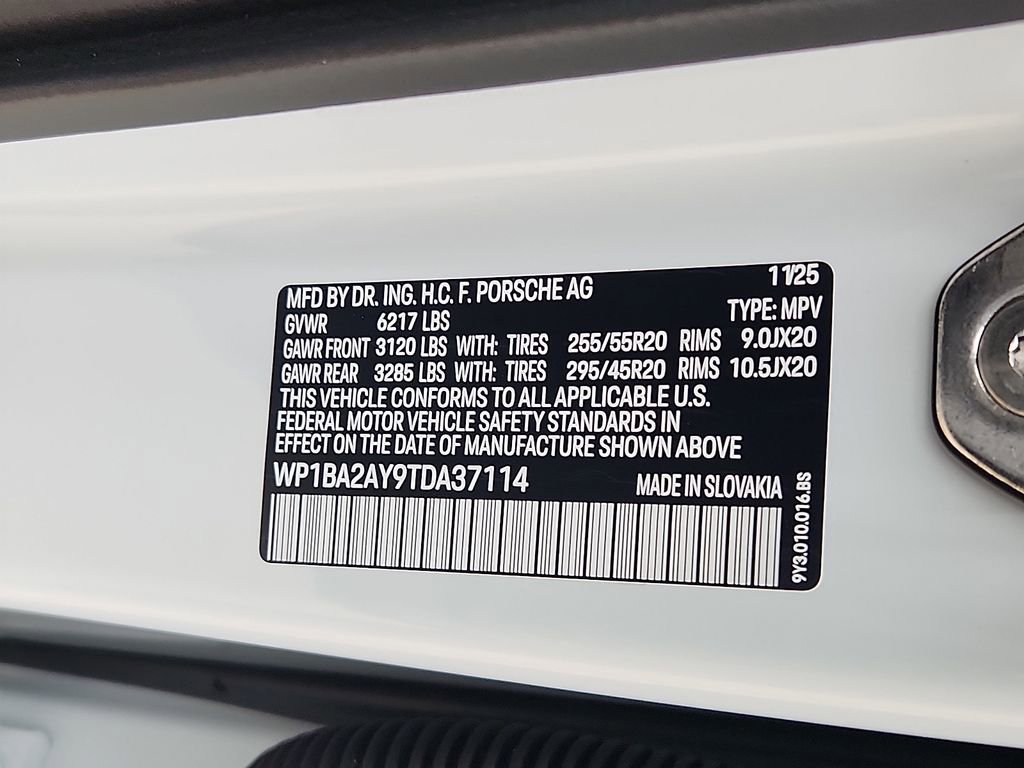 MFD BY DR. ING. H.C. F. PORSCHE AG 11/25
GVWR 6217 LBS TYPE: MPV
GAWR FRONT 3120 LBS WITH: TIRES 255/55R20 RIMS 9.0JX20
GAWR REAR 3285 LBS WITH: TIRES 295/45R20 RIMS 10.5JX20
THIS VEHICLE CONFORMS TO ALL APPLICABLE U.S.
FEDERAL MOTOR VEHICLE SAFETY STANDARDS IN
EFFECT ON THE DATE OF MANUFACTURE SHOWN ABOVE
WP1BA2AY9TDA37114 MADE IN SLOVAKIA
9Y3.010.016.BS